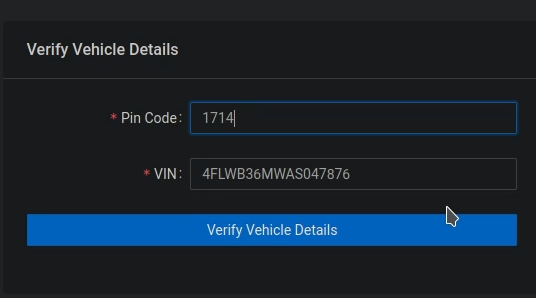 Verify Vehicle Details
* Pin Code: 1714
* VIN: 4FLWB36MWAS047876
Verify Vehicle Details